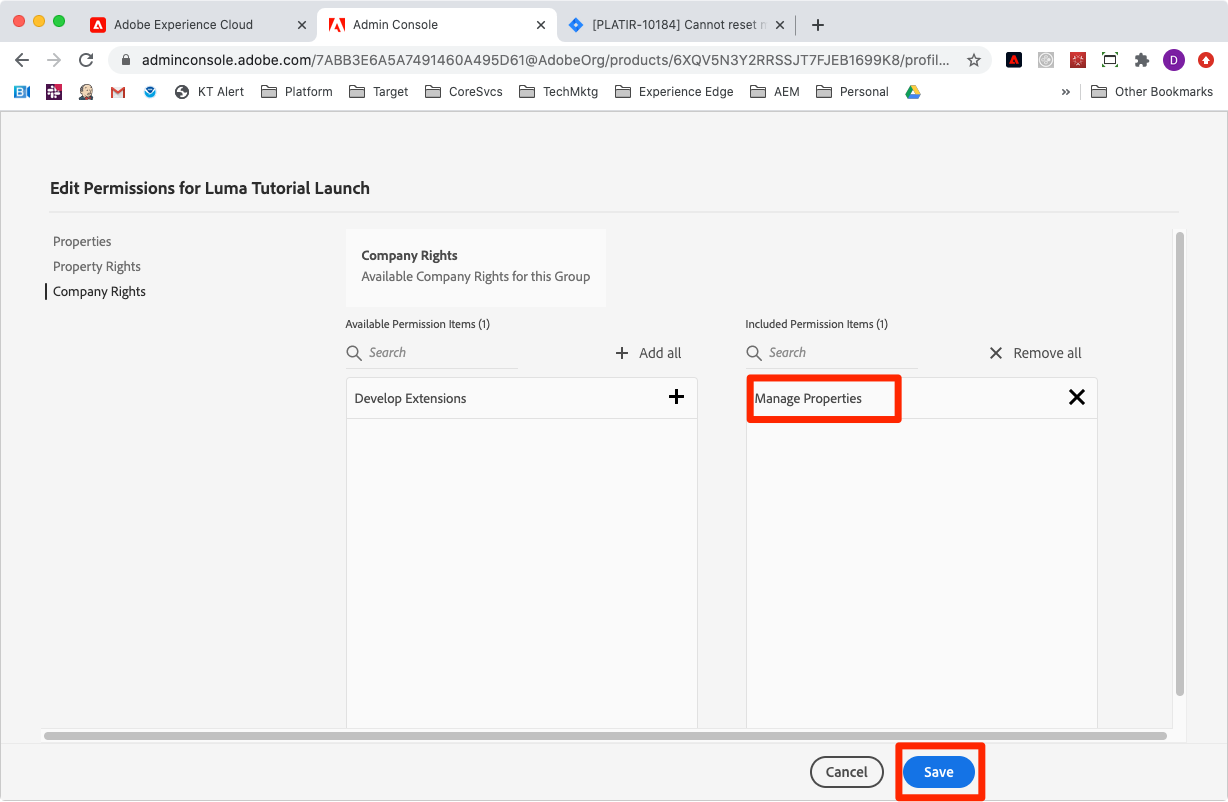 Adobe Experience Cloud
Admin Console
[PLATIR-10184] Cannot reset
adminconsole.adobe.com/7ABB3E6A5A7491460A495D61@AdobeOrg/products/6XQV5N3Y2RRSSJT7FJEB1699K8/profil...
D
KT Alert
Platform
Target
CoreSvcs
TechMktg
Experience Edge
AEM
Personal
»
Other Bookmarks
Edit Permissions for Luma Tutorial Launch
Properties
Property Rights
Company Rights
Company Rights
Available Company Rights for this Group
Available Permission Items (1)
Search
Add all
Develop Extensions
Included Permission Items (1)
Search
Remove all
Manage Properties
Cancel
Save